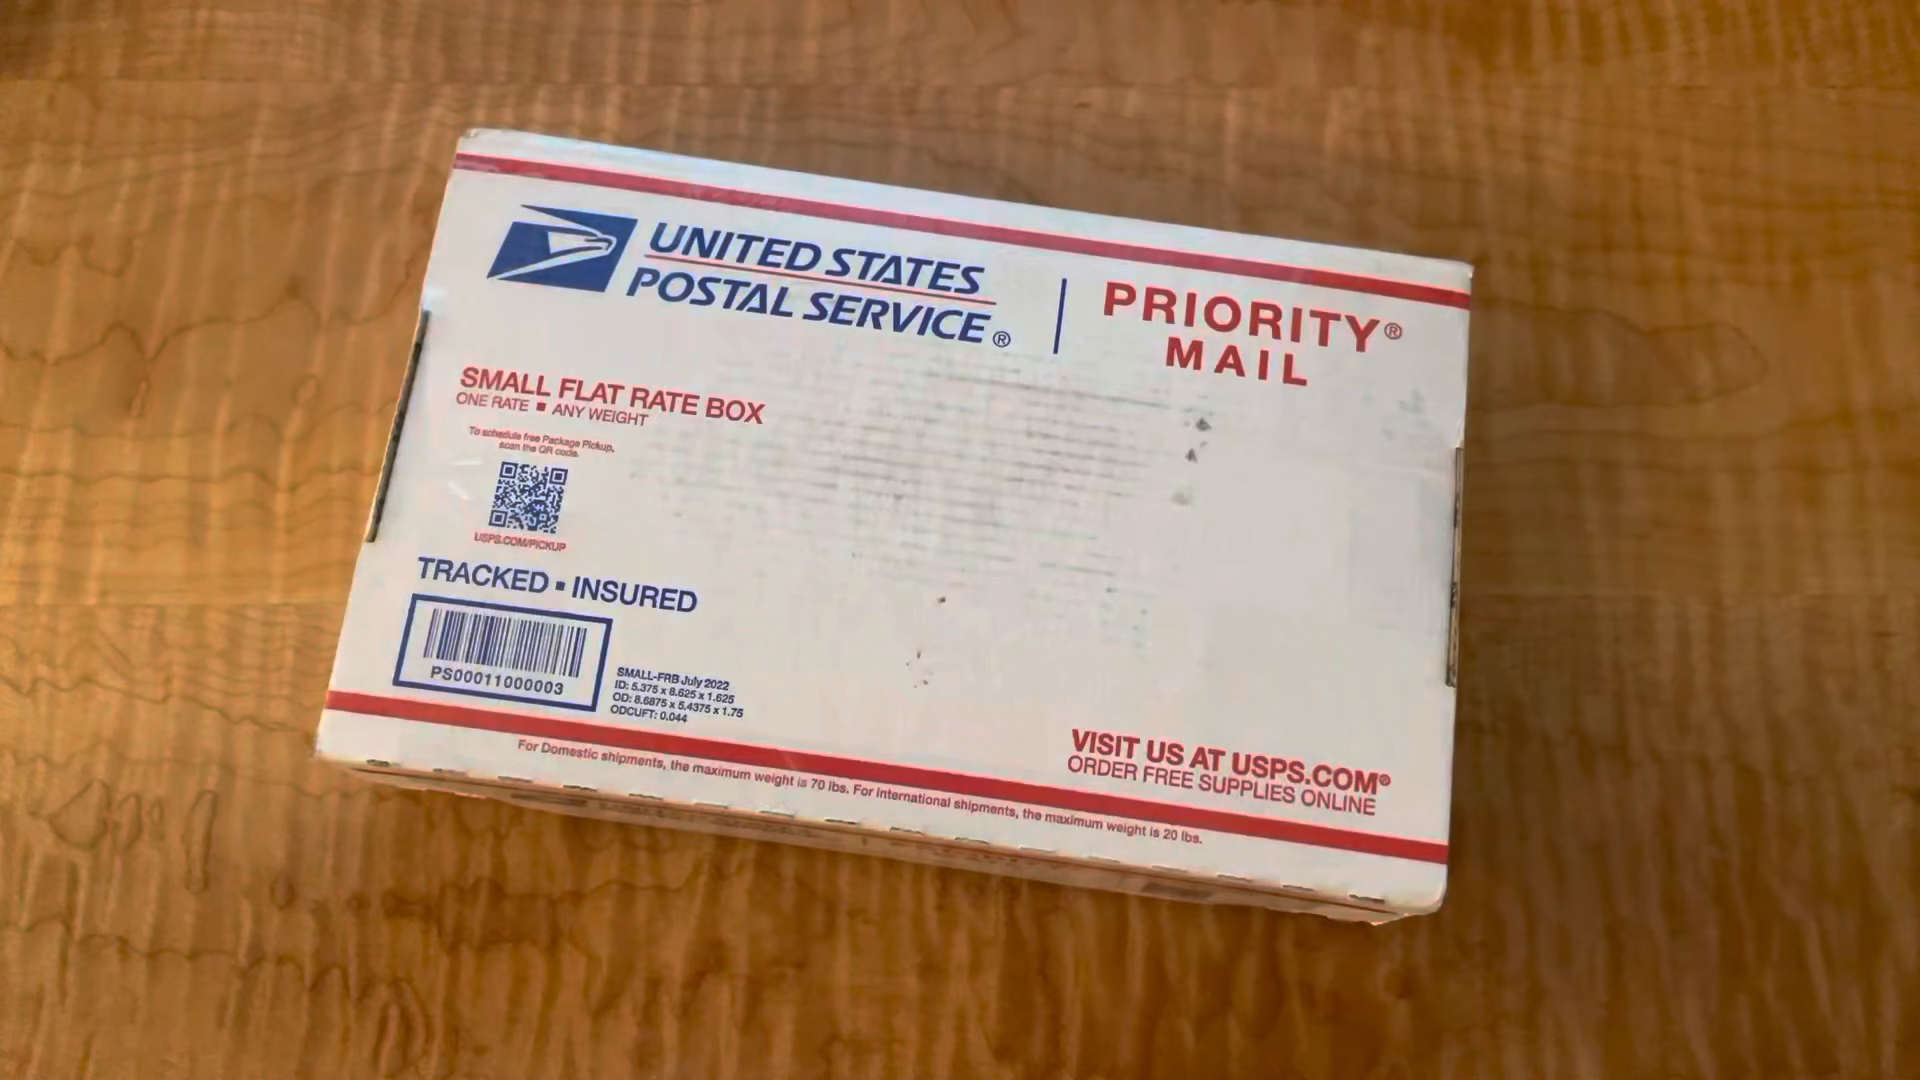 UNITED STATES
POSTAL SERVICE®
PRIORITY®
MAIL
SMALL FLAT RATE BOX
ONE RATE ▪ ANY WEIGHT
To schedule free Package Pickup,
scan the QR code.
USPS.COM/PICKUP
TRACKED ▪ INSURED
PS00011000003
SMALL-FRB July 2022
ID: 5.375 x 8.625 x 1.625
OD: 8.6875 x 5.4375 x 1.75
ODCUFT: 0.044
VISIT US AT USPS.COM®
ORDER FREE SUPPLIES ONLINE
For Domestic shipments, the maximum weight is 70 lbs. For international shipments, the maximum weight is 20 lbs.